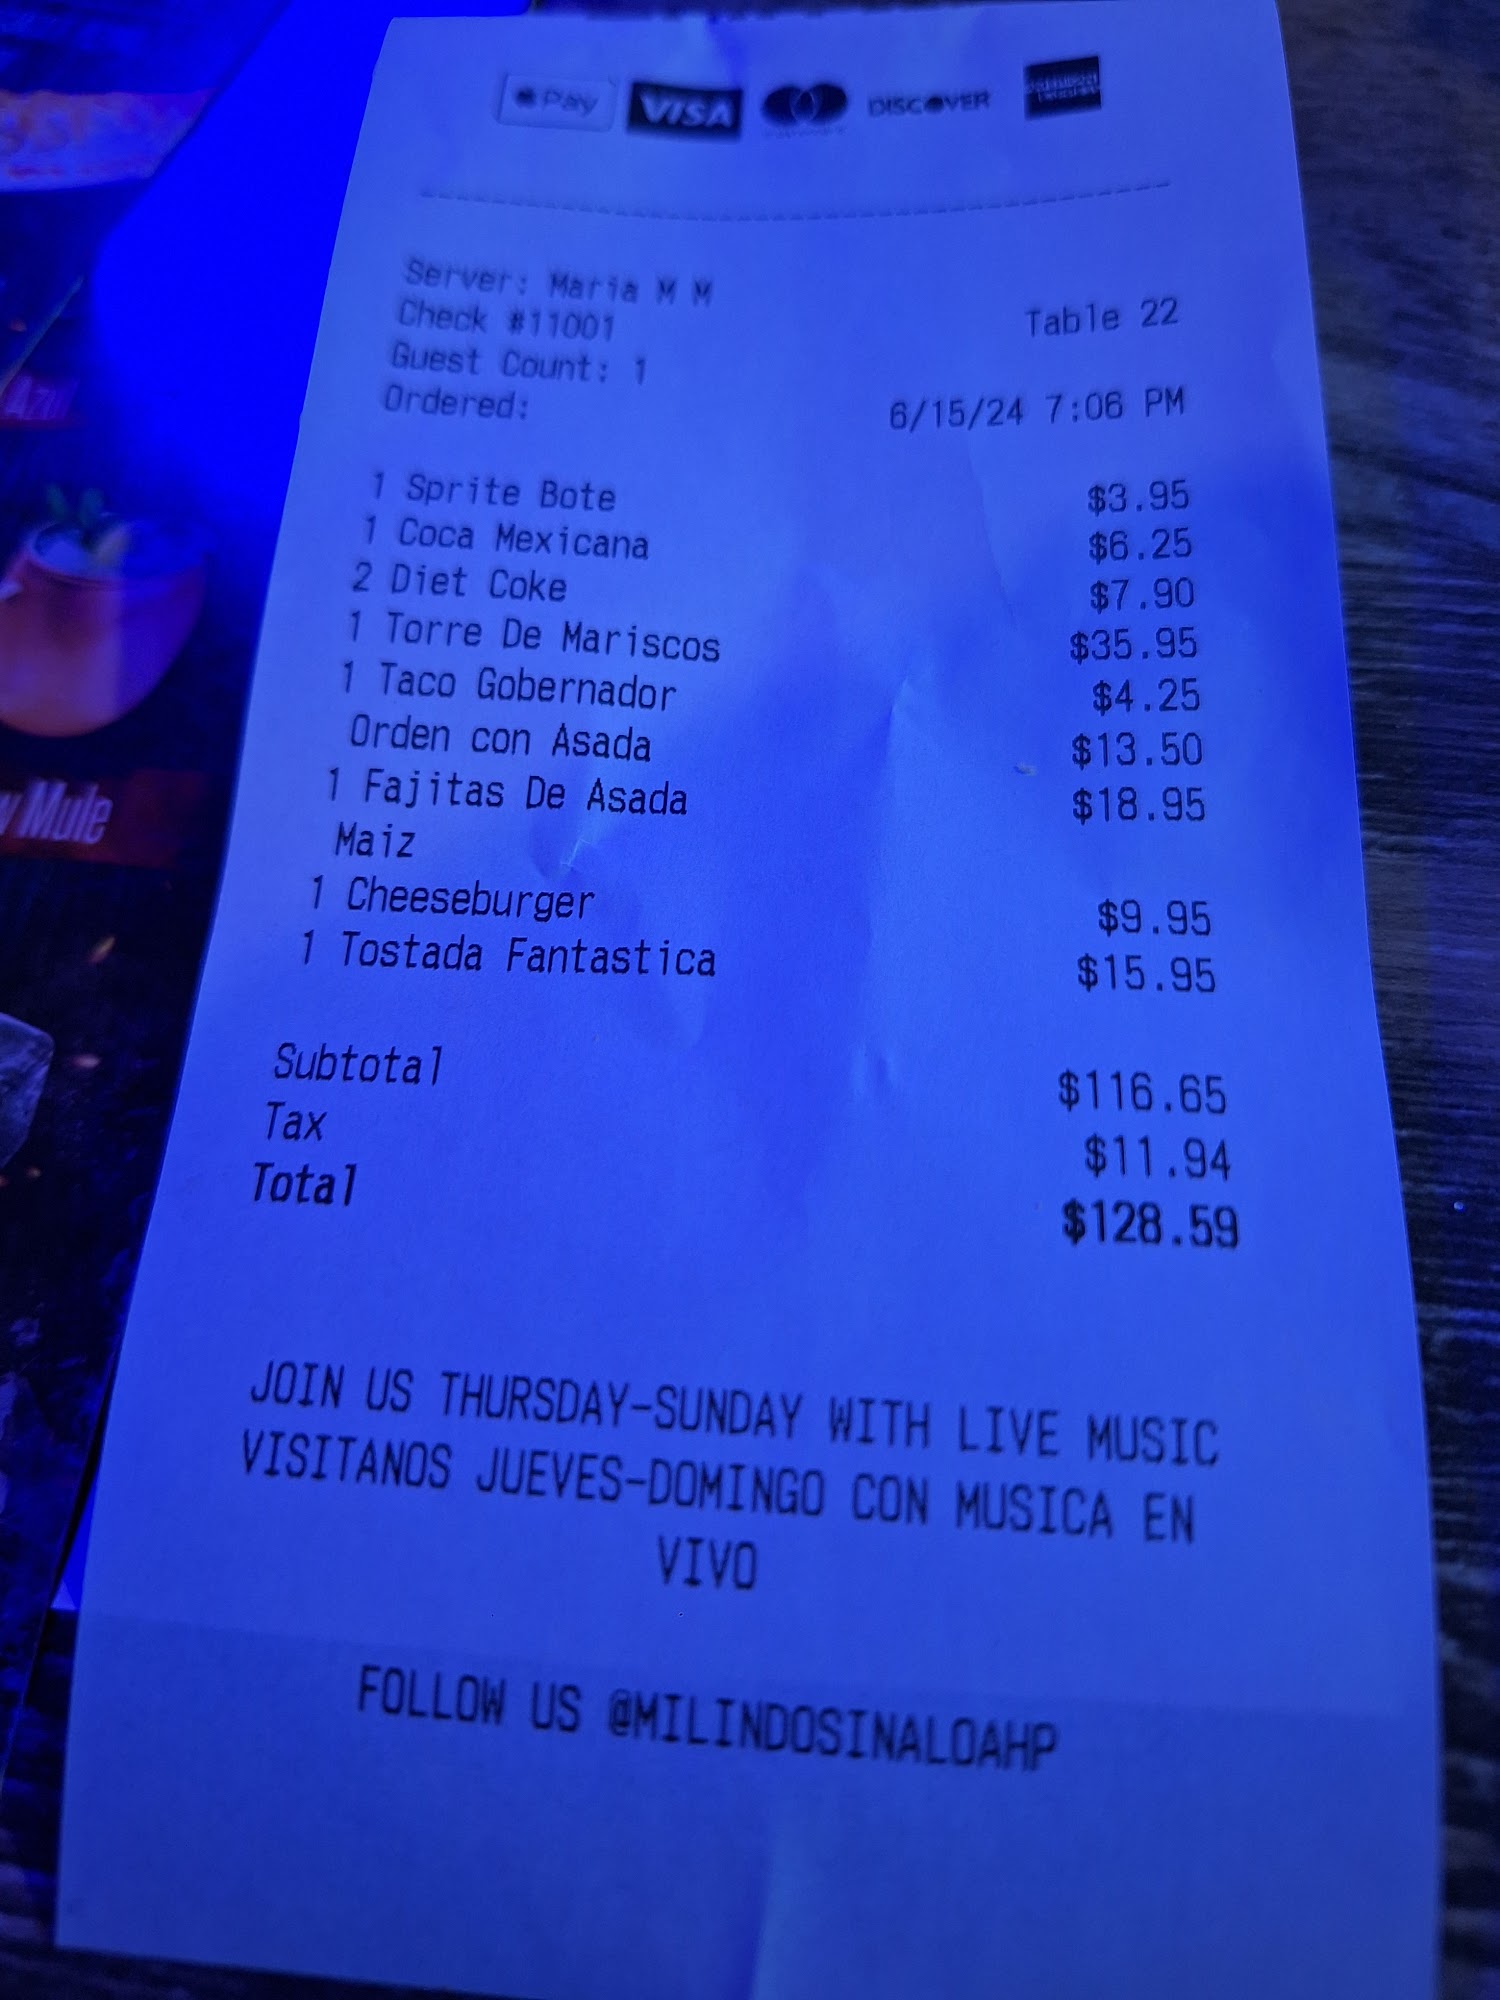 Pay VISA DISCOVER
Server: Maria M M
Check #11001 Table 22
Guest Count: 1
Ordered: 6/15/24 7:06 PM
1 Sprite Bote $3.95
1 Coca Mexicana $6.25
2 Diet Coke $7.90
1 Torre De Mariscos $35.95
1 Taco Gobernador $4.25
Orden con Asada $13.50
1 Fajitas De Asada $18.95
Maiz
1 Cheeseburger $9.95
1 Tostada Fantastica $15.95
Subtotal $116.65
Tax $11.94
Total $128.59
JOIN US THURSDAY-SUNDAY WITH LIVE MUSIC
VISITANOS JUEVES-DOMINGO CON MUSICA EN
VIVO
FOLLOW US @MILINDOSINALOAHP
Mule